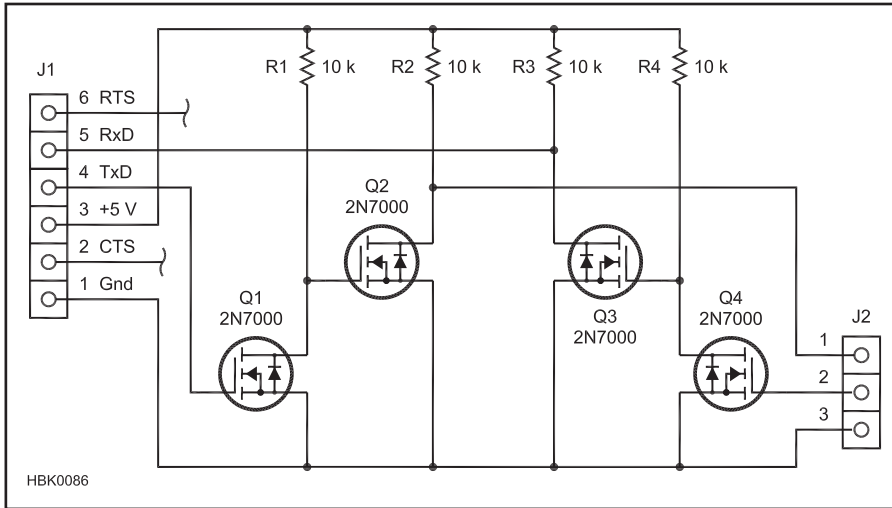 R1 10 k R2 10 k R3 10 k R4 10 k
J1
6 RTS
5 RxD
4 TxD
3 +5 V
2 CTS
1 Gnd
Q2
2N7000
Q1
2N7000
Q3
2N7000
Q4
2N7000
J2
1
2
3
HBK0086